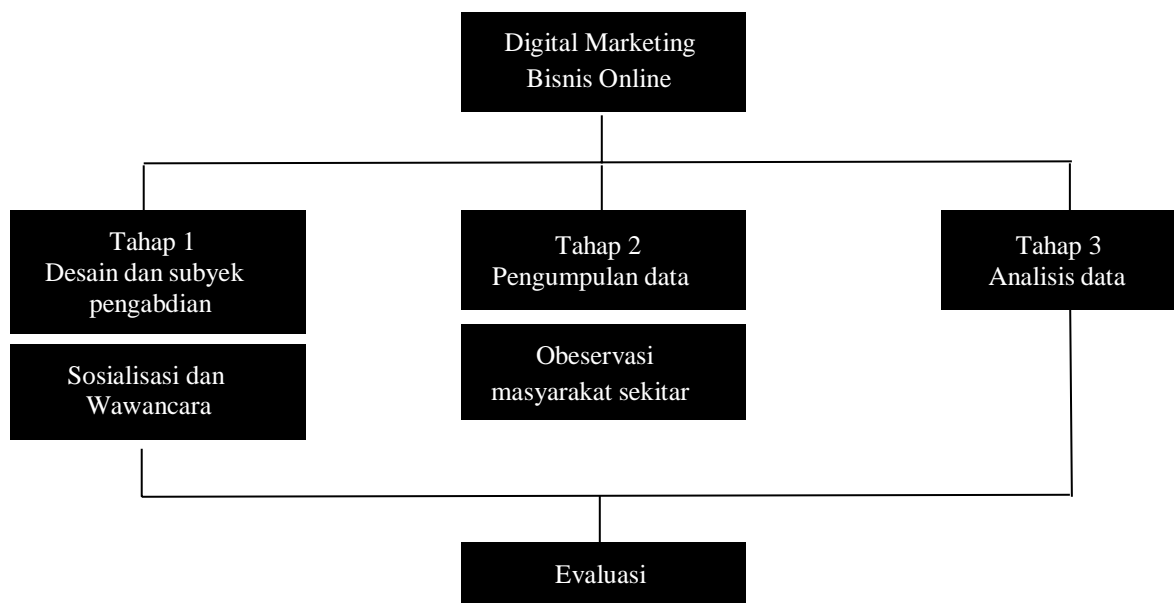 Digital Marketing
Bisnis Online
Tahap 1
Desain dan subyek
pengabdian
Tahap 2
Pengumpulan data
Tahap 3
Analisis data
Sosialisasi dan
Wawancara
Obeservasi
masyarakat sekitar
Evaluasi